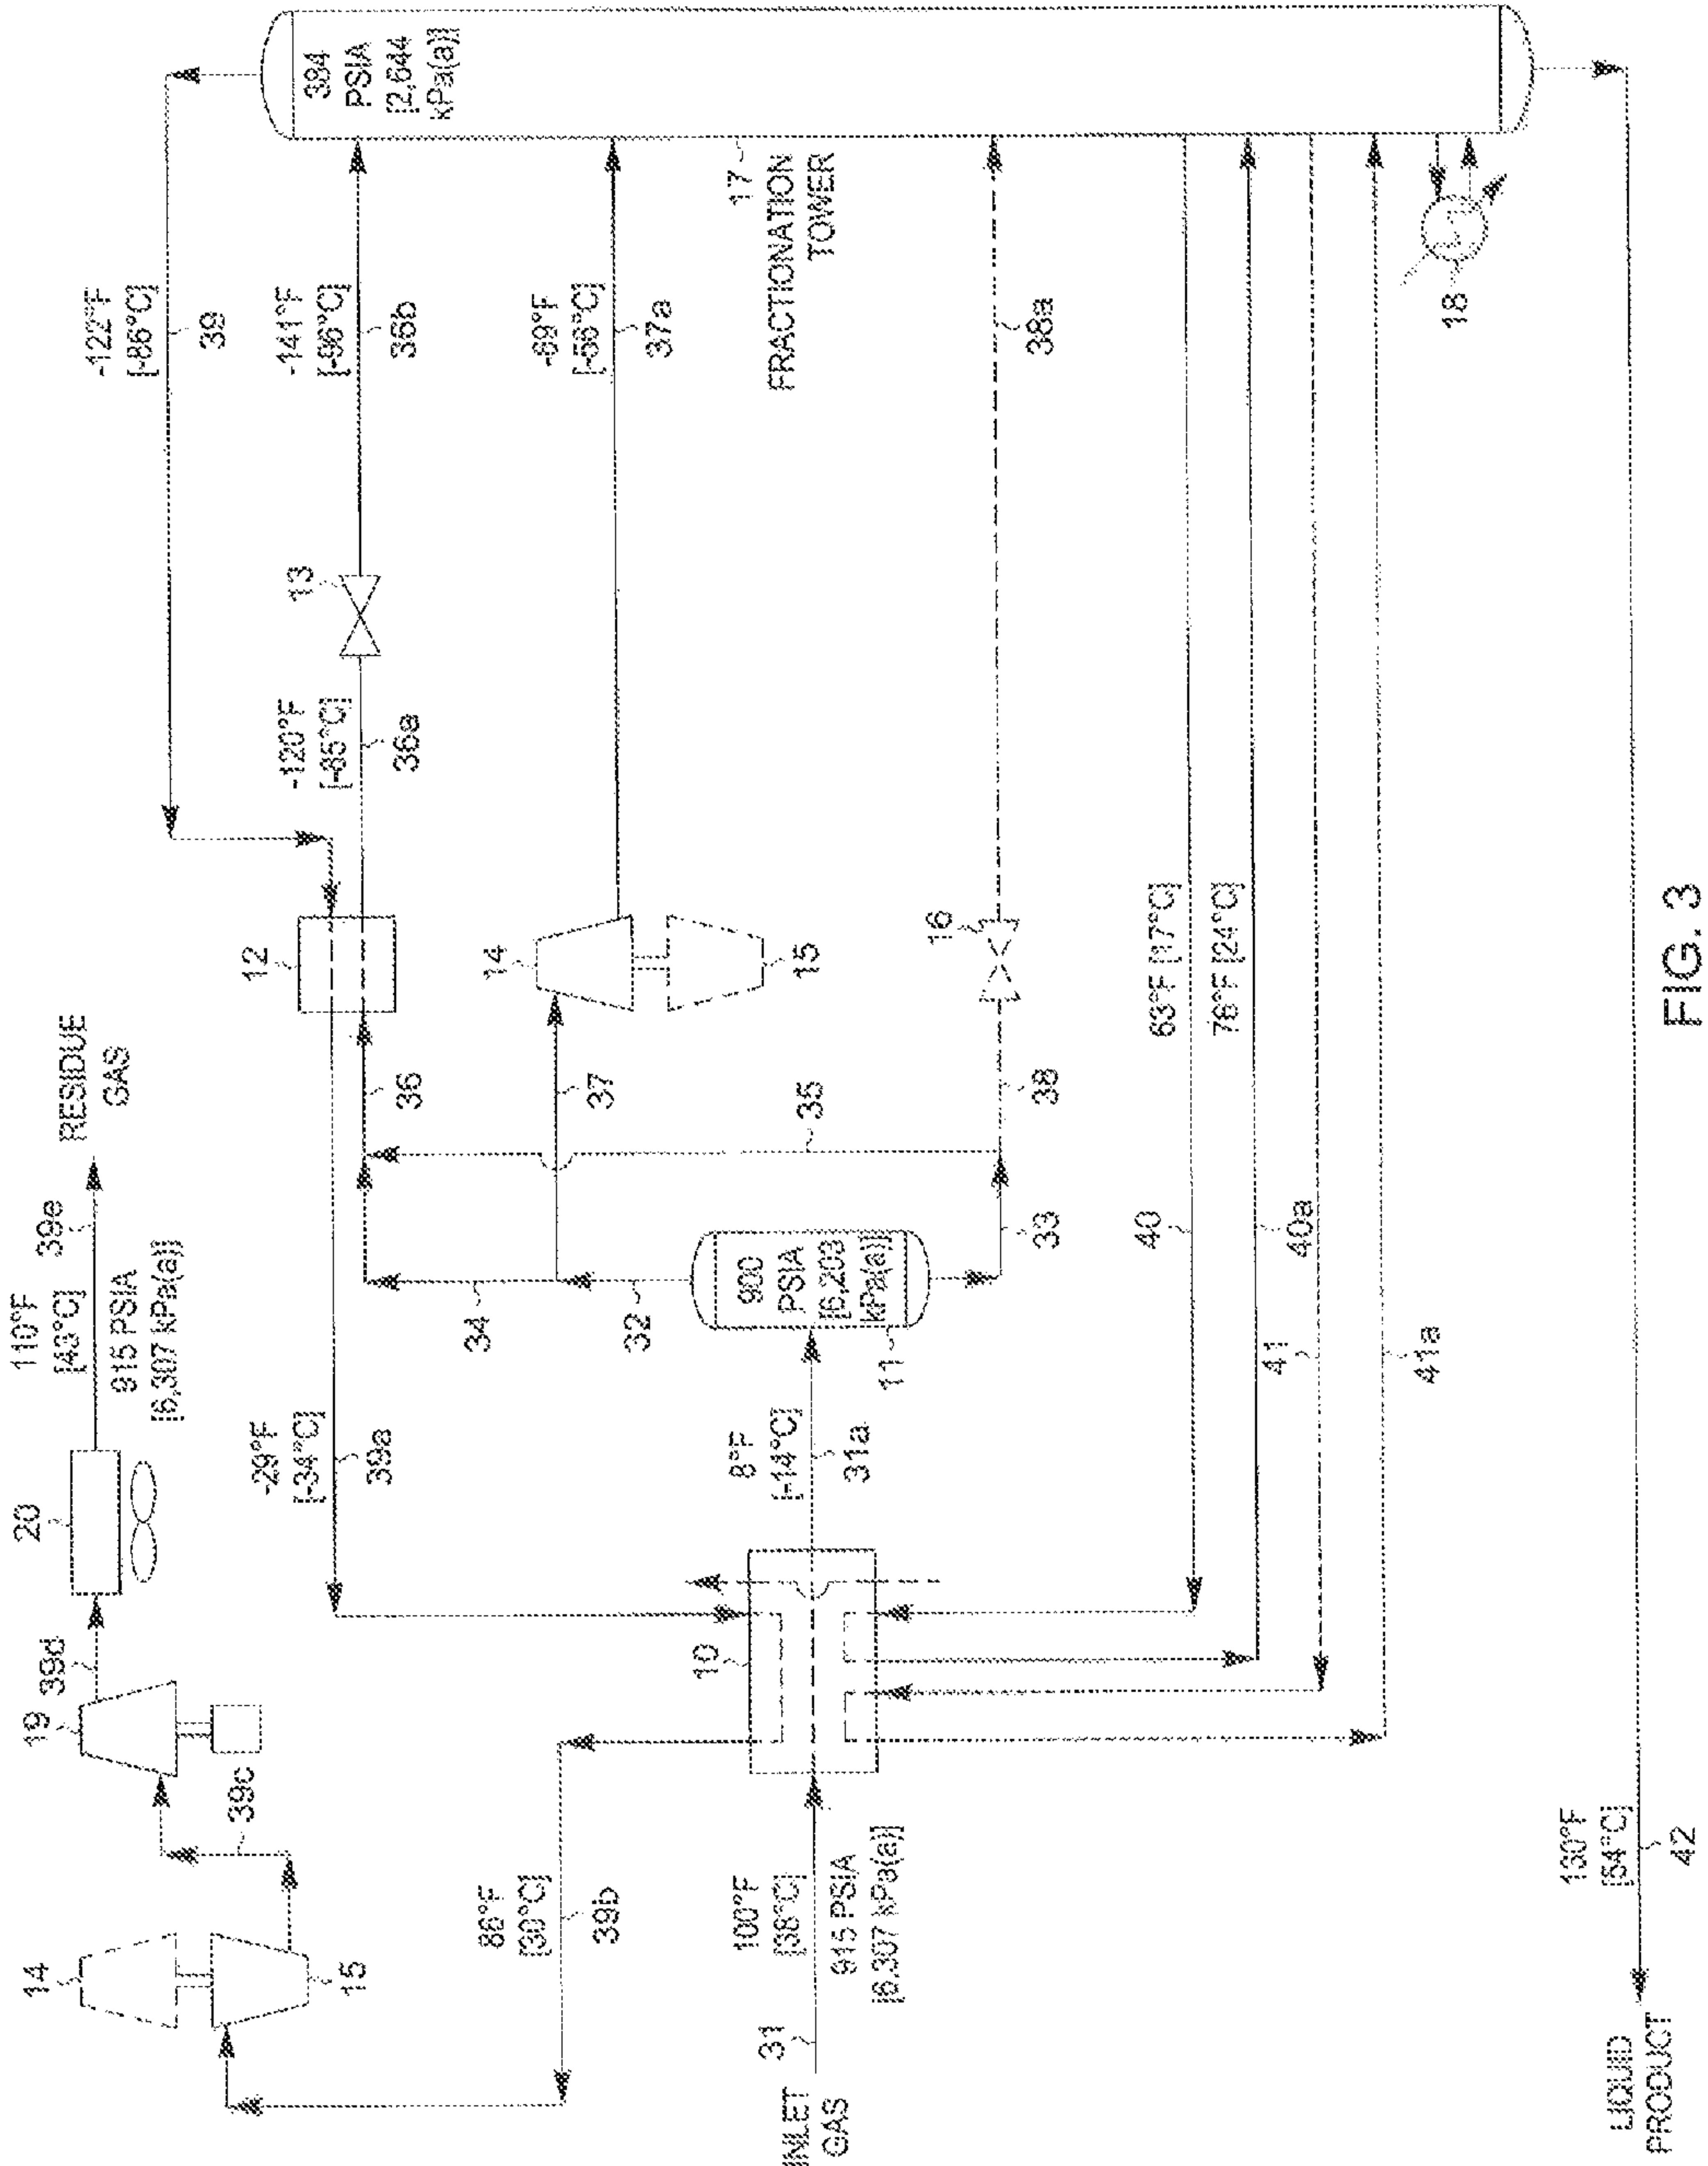 14
15
39c
19
39d
20
110°F
[43°C]
39e
915 PSIA
[6,307 kPa(a)]
RESIDUE
GAS
-122°F
[-86°C]
39
-29°F
[-34°C]
39a
12
-120°F
[-85°C]
36a
13
-141°F
[-96°C]
36b
384
PSIA
[2,644
kPa(a)]
86°F
[30°C]
39b
34
36
37
14
15
-69°F
[-56°C]
37a
32
INLET
GAS
31
100°F
[38°C]
915 PSIA
[6,307 kPa(a)]
10
8°F
[-14°C]
31a
11
900
PSIA
[6,203
kPa(a)]
35
17
FRACTIONATION
TOWER
33
38
16
38a
40
63°F [17°C]
40a
76°F [24°C]
41
41a
18
130°F
[54°C]
42
LIQUID
PRODUCT
FIG. 3